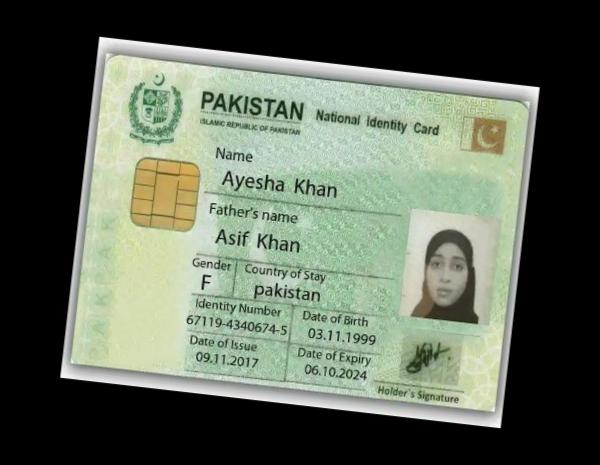 PAKISTAN National Identity Card
ISLAMIC REPUBLIC OF PAKISTAN
Name
Ayesha Khan
Father's name
Asif Khan
Gender Country of Stay
F pakistan
Identity Number Date of Birth
67119-4340674-5 03.11.1999
Date of Issue Date of Expiry
09.11.2017 06.10.2024
Holder's Signature